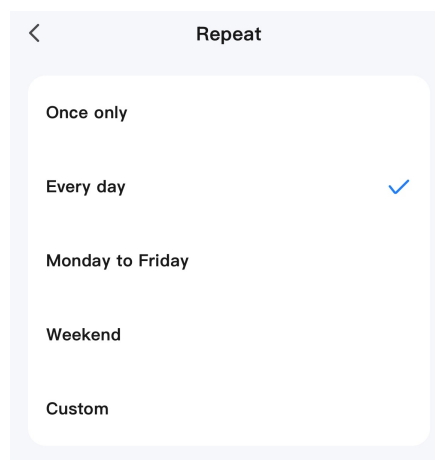 Repeat
Once only
Every day
Monday to Friday
Weekend
Custom